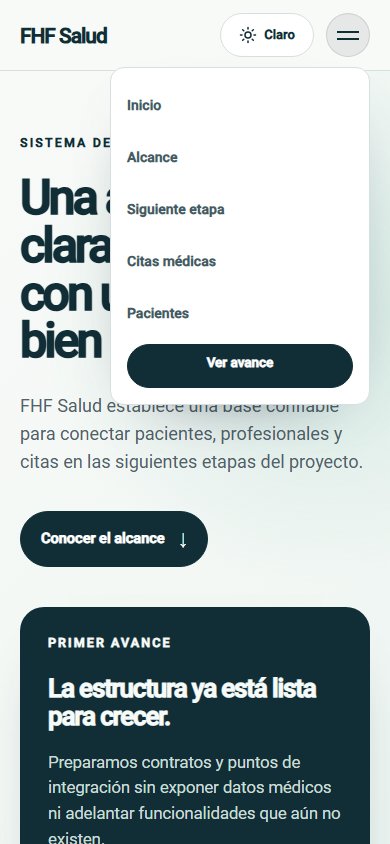 FHF Salud
Claro
Inicio
Alcance
Siguiente etapa
Citas médicas
Pacientes
Ver avance
SISTEMA DE
Una
clara
con
bien
FHF Salud establece una base confiable
para conectar pacientes, profesionales y
citas en las siguientes etapas del proyecto.
Conocer el alcance ↓
PRIMER AVANCE
La estructura ya está lista
para crecer.
Preparamos contratos y puntos de
integración sin exponer datos médicos
ni adelantar funcionalidades que aún no
existen.